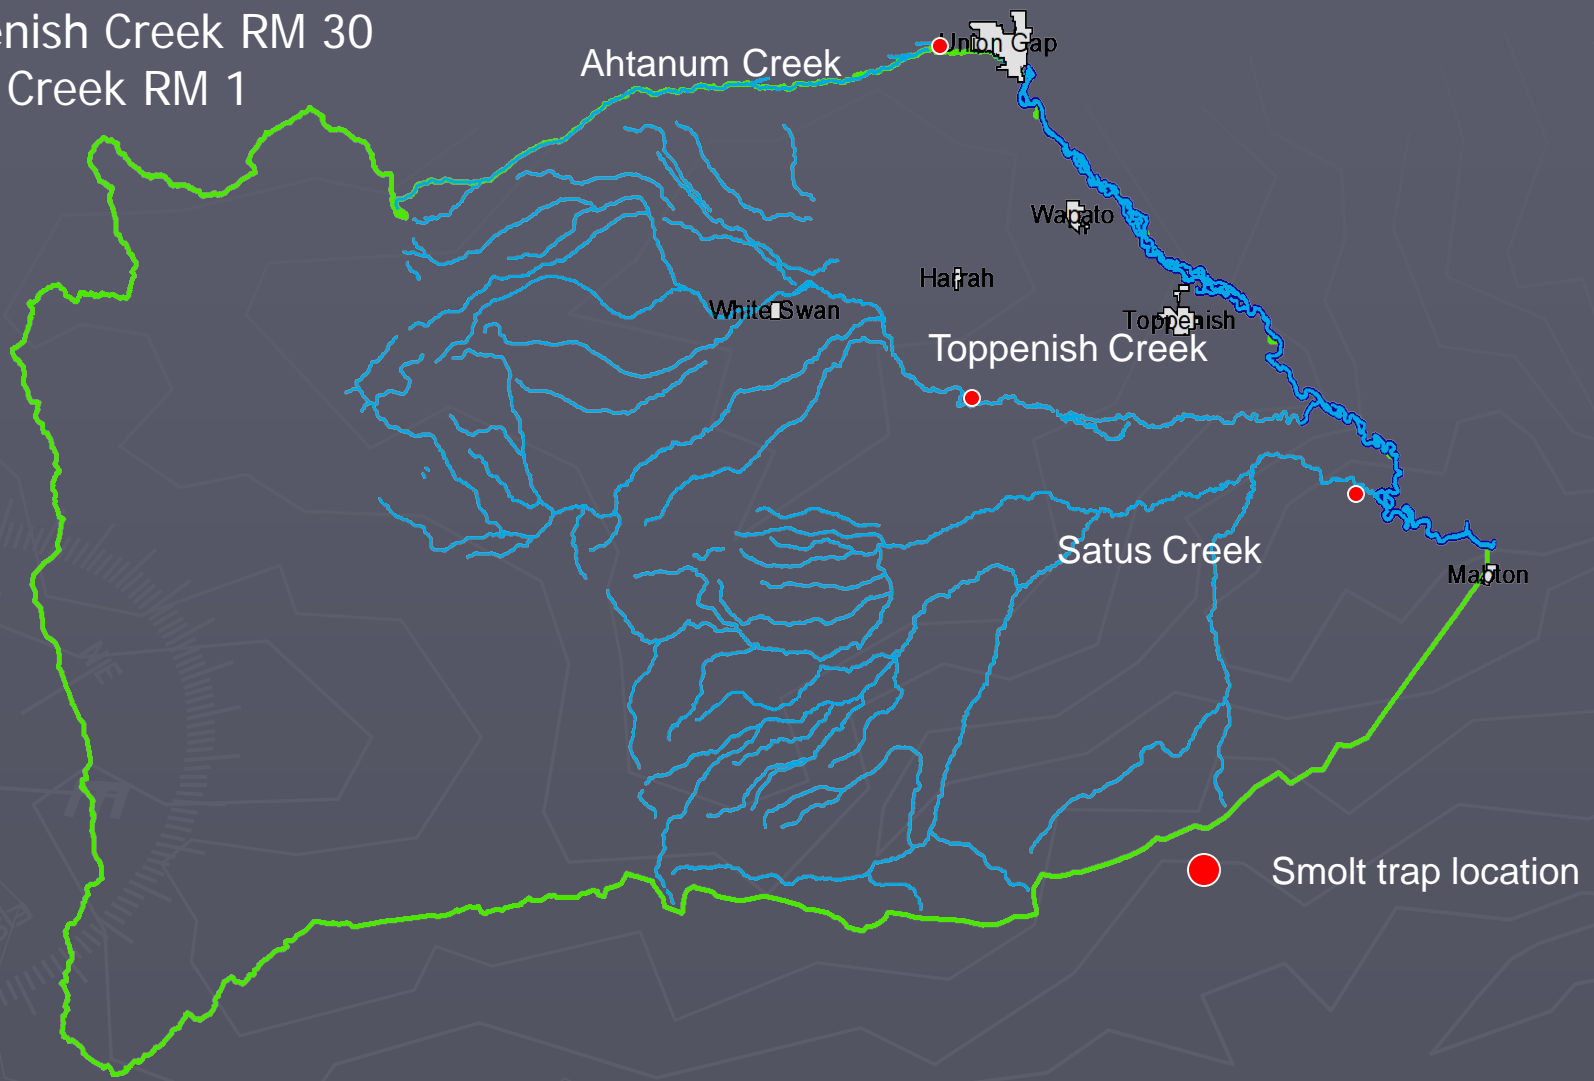 enish Creek RM 30
Creek RM 1
Ahtanum Creek
Union Gap
Wapato
Harrah
White Swan
Toppenish
Toppenish Creek
Satus Creek
Mabton
Smolt trap location